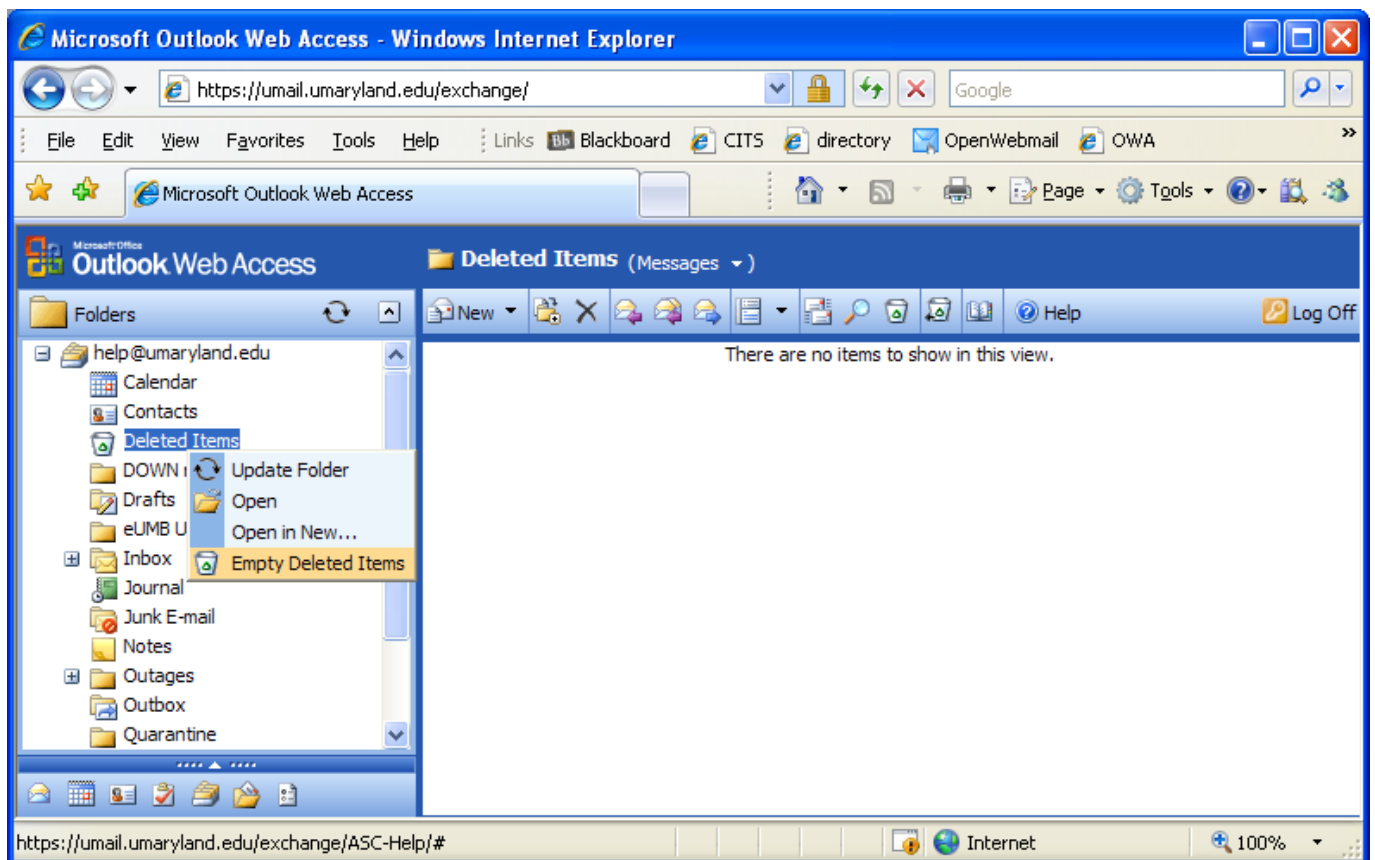 Microsoft Outlook Web Access - Windows Internet Explorer
https://umail.umaryland.edu/exchange/
Google
File Edit View Favorites Tools Help Links Bb Blackboard CITS directory OpenWebmail OWA »
Microsoft Outlook Web Access
Page Tools
Microsoft Office
Outlook Web Access
Deleted Items (Messages )
Folders
New Help Log Off
help@umaryland.edu
There are no items to show in this view.
Calendar
Contacts
Deleted Items
DOWN
Update Folder
Drafts
Open
eUMB U
Open in New...
Inbox
Empty Deleted Items
Journal
Junk E-mail
Notes
Outages
Outbox
Quarantine
https://umail.umaryland.edu/exchange/ASC-Help/#
Internet
100%